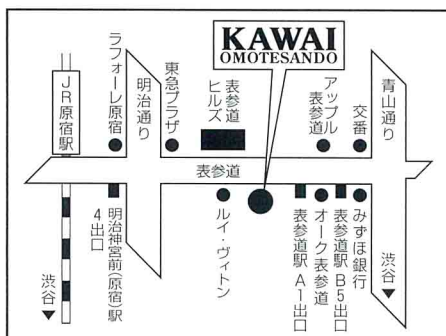 KAWAI
OMOTESANDO
JR原宿駅
ラフォーレ原宿
明治通り
東急プラザ
表参道
ヒルズ
アップル
表参道
交番
青山通り
表参道
渋谷▼
明治神宮前(原宿)駅
4出口
ルイ・ヴィトン
表参道駅 A1出口
オーク表参道
表参道駅 B5出口
みずほ銀行
渋谷▼